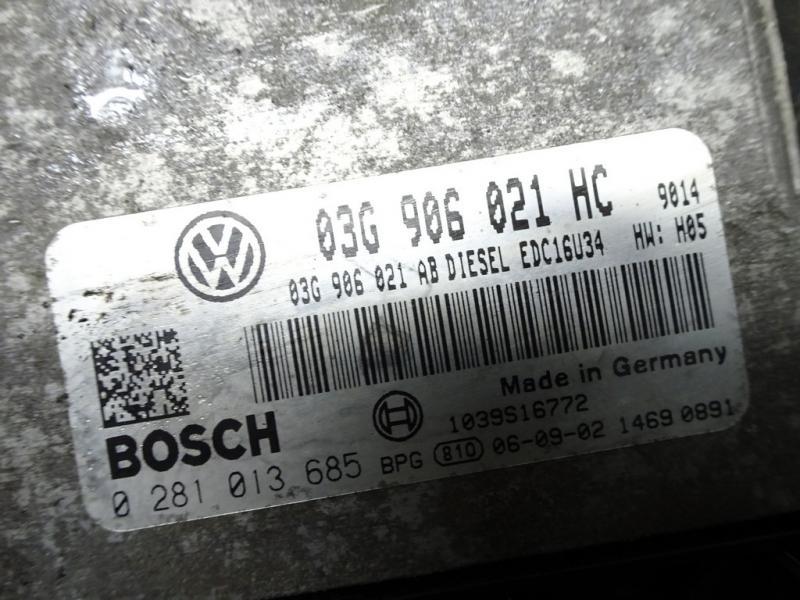 03G 906 021 HC 9014
03G 906 021 AB DIESEL EDC16U34 HW: H05
Made in Germany
BOSCH 1039S16772
0 281 013 685 BPG 810 06-09-02 1469 0891